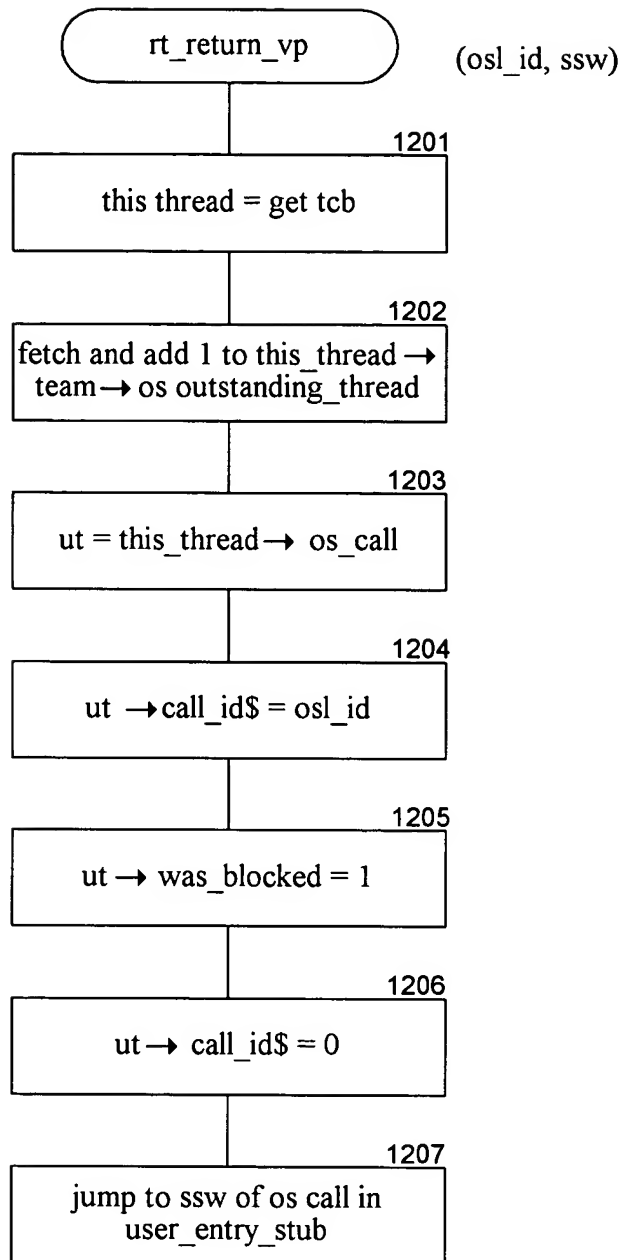 rt_return_vp
(osl_id, ssw)
1201
this thread = get tcb
1202
fetch and add 1 to this_thread →
team → os outstanding_thread
1203
ut = this_thread → os_call
1204
ut → call_id$ = osl_id
1205
ut → was_blocked = 1
1206
ut → call_id$ = 0
1207
jump to ssw of os call in
user_entry_stub